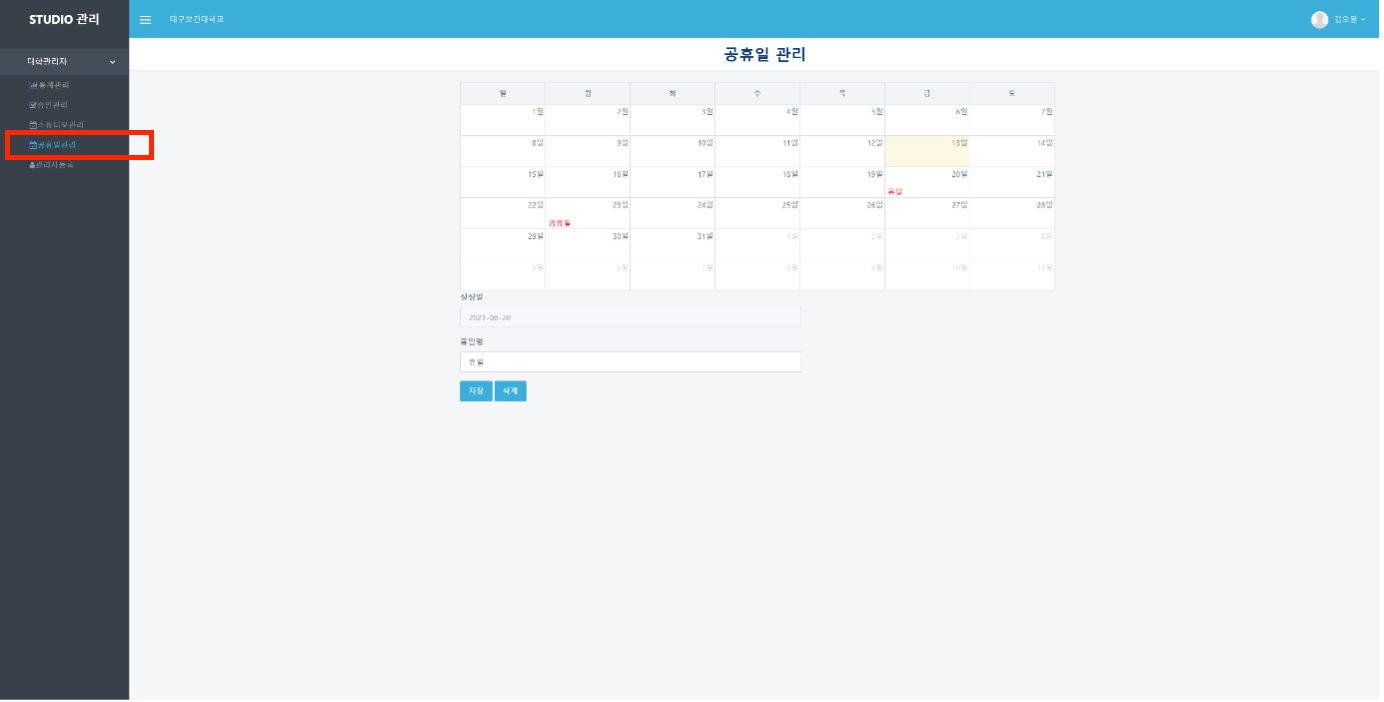 STUDIO 관리
대구보건대학교
김오월
대학관리자
통계관리
승인관리
스튜디오관리
공휴일관리
관리자등록
공휴일 관리
일 월 화 수 목 금 토
1일 2일 3일 4일 5일 6일 7일
8일 9일 10일 11일 12일 13일 14일
15일 16일 17일 18일 19일 20일 21일
휴일
22일 23일 24일 25일 26일 27일 28일
공휴일
29일 30일 31일 1일 2일 3일 4일
5일 6일 7일 8일 9일 10일 11일
2021-08-20
휴일명
휴일
저장 삭제